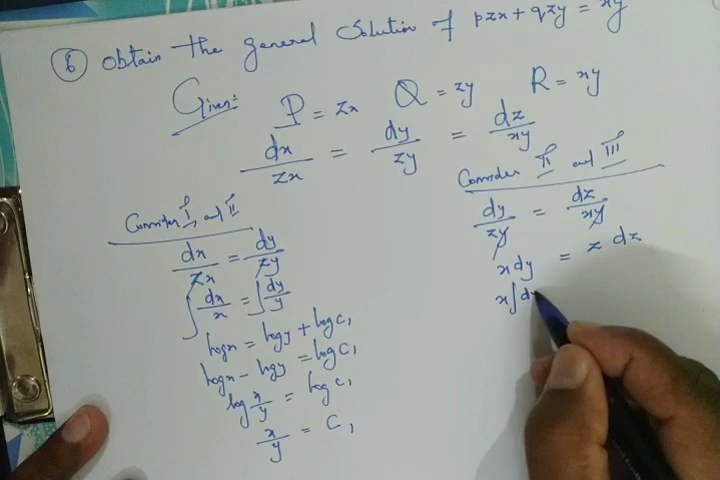 6 Obtain the general Solution of pzx + qzy = xy
Given:
P = zx Q = zy R = xy
dx/zx = dy/zy = dz/xy
Consider I and II
dx/zx = dy/zy
∫dx/x = ∫dy/y
logx = logy + logc₁
logx - logy = logc₁
log x/y = logc₁
x/y = C₁
Consider II and III
dy/zy = dz/xy
xdy = z dz
x∫dy